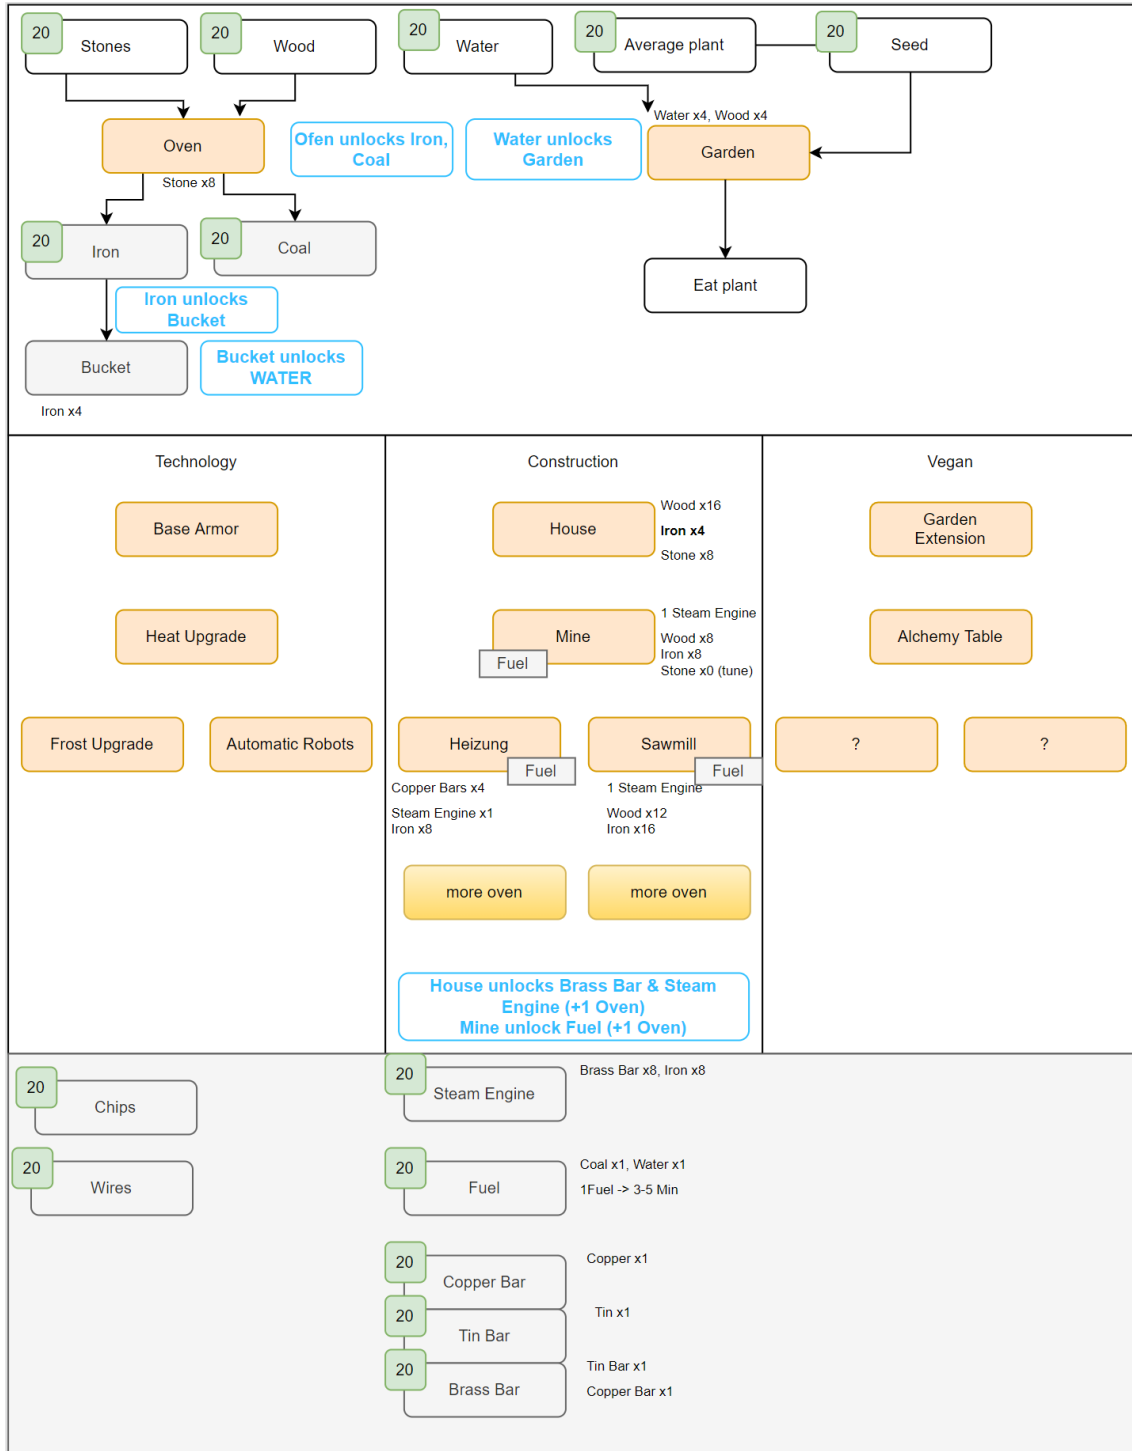 20
Stones
20
Wood
20
Water
20
Average plant
20
Seed
Water x4, Wood x4
Oven
Ofen unlocks Iron,
Coal
Water unlocks
Garden
Garden
Stone x8
20
Iron
20
Coal
Eat plant
Iron unlocks
Bucket
Bucket
Bucket unlocks
WATER
Iron x4
Technology
Construction
Vegan
Base Armor
House
Wood x16
Iron x4
Stone x8
Garden
Extension
Heat Upgrade
Mine
Fuel
1 Steam Engine
Wood x8
Iron x8
Stone x0 (tune)
Alchemy Table
Frost Upgrade
Automatic Robots
Heizung
Fuel
Sawmill
Fuel
?
?
Copper Bars x4
Steam Engine x1
Iron x8
1 Steam Engine
Wood x12
Iron x16
more oven
more oven
House unlocks Brass Bar & Steam
Engine (+1 Oven)
Mine unlock Fuel (+1 Oven)
20
Chips
20
Steam Engine
Brass Bar x8, Iron x8
20
Wires
20
Fuel
Coal x1, Water x1
1Fuel -> 3-5 Min
20
Copper Bar
Copper x1
20
Tin Bar
Tin x1
20
Brass Bar
Tin Bar x1
Copper Bar x1